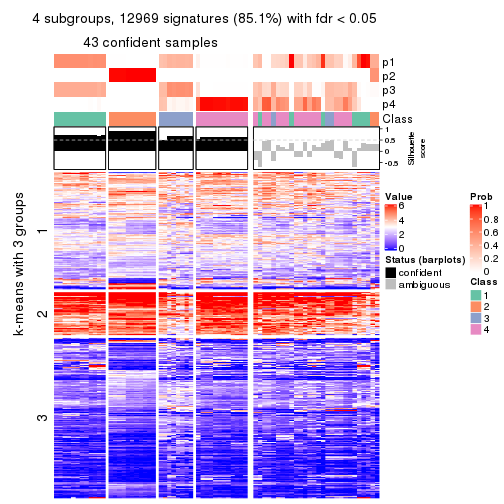 4 subgroups, 12969 signatures (85.1%) with fdr < 0.05
43 confident samples
p1
p2
p3
p4
Class
1
0.5
0
-0.5
Silhouette
score
k-means with 3 groups
1
2
3
Value
6
4
2
0
Status (barplots)
confident
ambiguous
Prob
1
0.8
0.6
0.4
0.2
0
Class
1
2
3
4